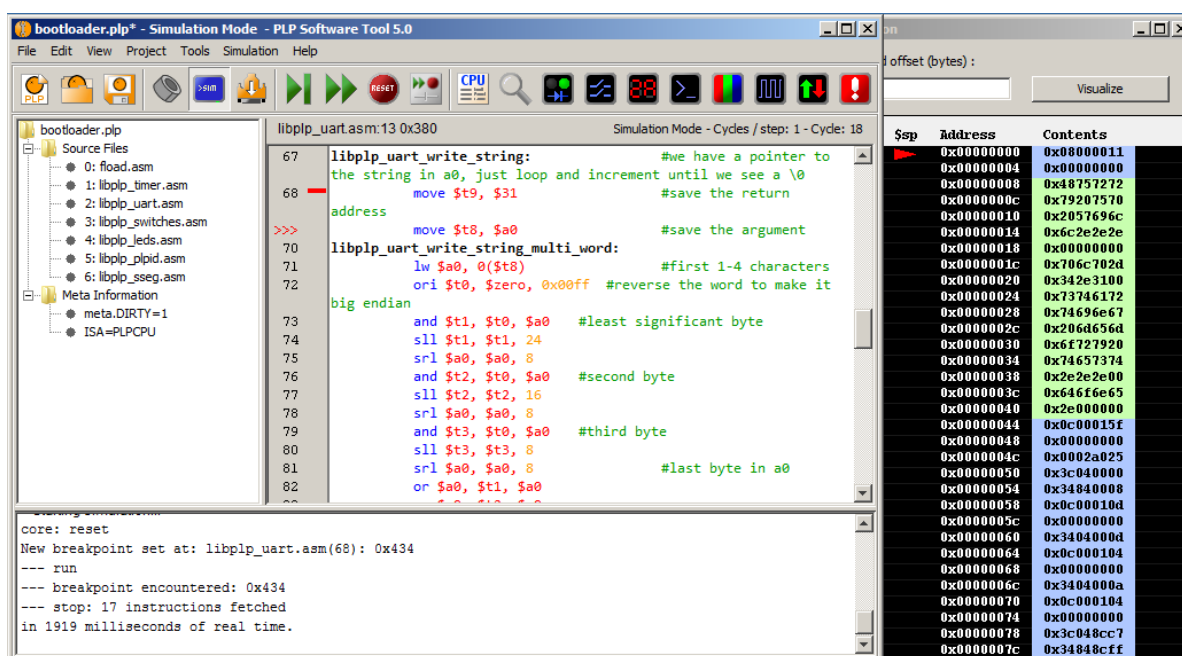 bootloader.plp* - Simulation Mode - PLP Software Tool 5.0
on
File Edit View Project Tools Simulation Help
d offset (bytes) :
PLP
>SIM
RESET
CPU
Visualize
bootloader.plp
Source Files
0: fload.asm
1: libplp_timer.asm
2: libplp_uart.asm
3: libplp_switches.asm
4: libplp_leds.asm
5: libplp_plpid.asm
6: libplp_sseg.asm
Meta Information
meta.DIRTY=1
ISA=PLPCPU
libplp_uart.asm:13 0x380
Simulation Mode - Cycles / step: 1 - Cycle: 18
67 libplp_uart_write_string: #we have a pointer to
the string in a0, just loop and increment until we see a \0
68 move $t9, $31 #save the return
address
>>> move $t8, $a0 #save the argument
70 libplp_uart_write_string_multi_word:
71 lw $a0, 0($t8) #first 1-4 characters
72 ori $t0, $zero, 0x00ff #reverse the word to make it
big endian
73 and $t1, $t0, $a0 #least significant byte
74 sll $t1, $t1, 24
75 srl $a0, $a0, 8
76 and $t2, $t0, $a0 #second byte
77 sll $t2, $t2, 16
78 srl $a0, $a0, 8
79 and $t3, $t0, $a0 #third byte
80 sll $t3, $t3, 8
81 srl $a0, $a0, 8 #last byte in a0
82 or $a0, $t1, $a0
core: reset
New breakpoint set at: libplp_uart.asm(68): 0x434
--- run
--- breakpoint encountered: 0x434
--- stop: 17 instructions fetched
in 1919 milliseconds of real time.
$sp Address Contents
0x00000000 0x08000011
0x00000004 0x00000000
0x00000008 0x48757272
0x0000000c 0x79207570
0x00000010 0x2057696c
0x00000014 0x6c2e2e2e
0x00000018 0x00000000
0x0000001c 0x706c702d
0x00000020 0x342e3100
0x00000024 0x73746172
0x00000028 0x74696e67
0x0000002c 0x206d656d
0x00000030 0x6f727920
0x00000034 0x74657374
0x00000038 0x2e2e2e00
0x0000003c 0x646f6e65
0x00000040 0x2e000000
0x00000044 0x0c00015f
0x00000048 0x00000000
0x0000004c 0x0002a025
0x00000050 0x3c040000
0x00000054 0x34840008
0x00000058 0x0c00010d
0x0000005c 0x00000000
0x00000060 0x3404000d
0x00000064 0x0c000104
0x00000068 0x00000000
0x0000006c 0x3404000a
0x00000070 0x0c000104
0x00000074 0x00000000
0x00000078 0x3c048cc7
0x0000007c 0x34848cff